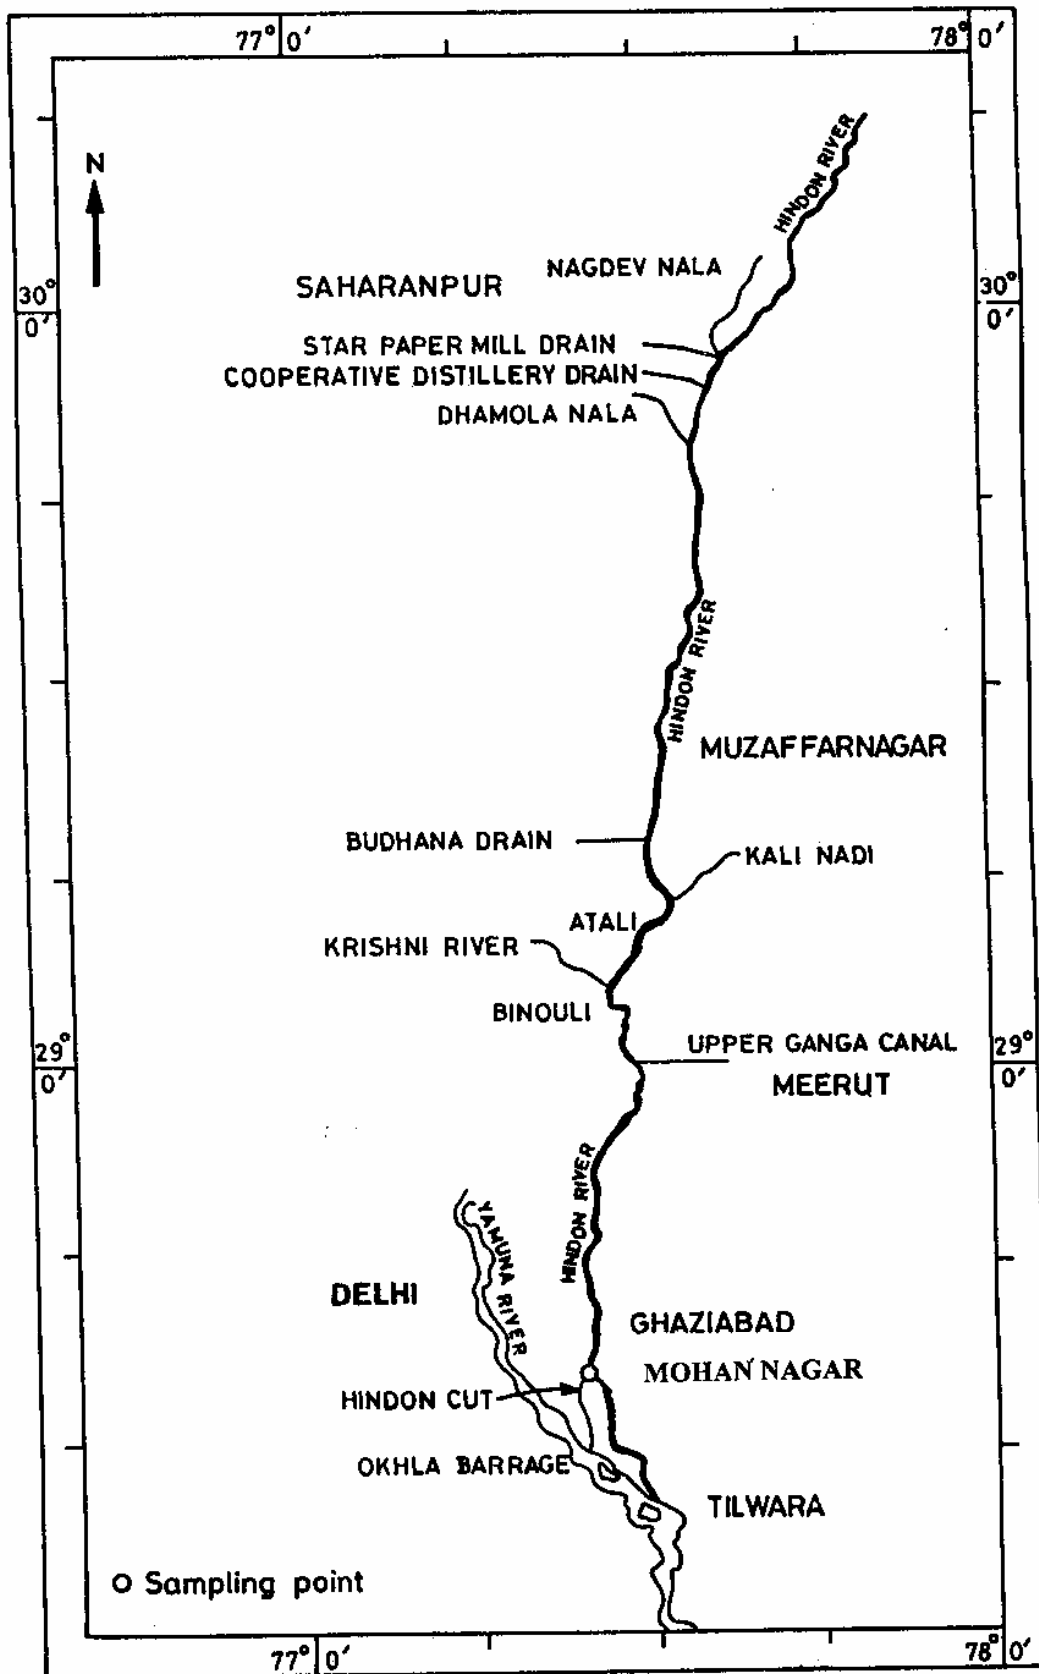 77° 0'
78° 0'
N
HINDON RIVER
NAGDEV NALA
SAHARANPUR
30°
0'
30°
0'
STAR PAPER MILL DRAIN
COOPERATIVE DISTILLERY DRAIN
DHAMOLA NALA
HINDON RIVER
MUZAFFARNAGAR
BUDHANA DRAIN
KALI NADI
ATALI
KRISHNI RIVER
BINOULI
UPPER GANGA CANAL
29°
0'
29°
0'
MEERUT
HINDON RIVER
YAMUNA RIVER
DELHI
GHAZIABAD
MOHAN NAGAR
HINDON CUT
OKHLA BARRAGE
TILWARA
O Sampling point
77° 0'
78° 0'